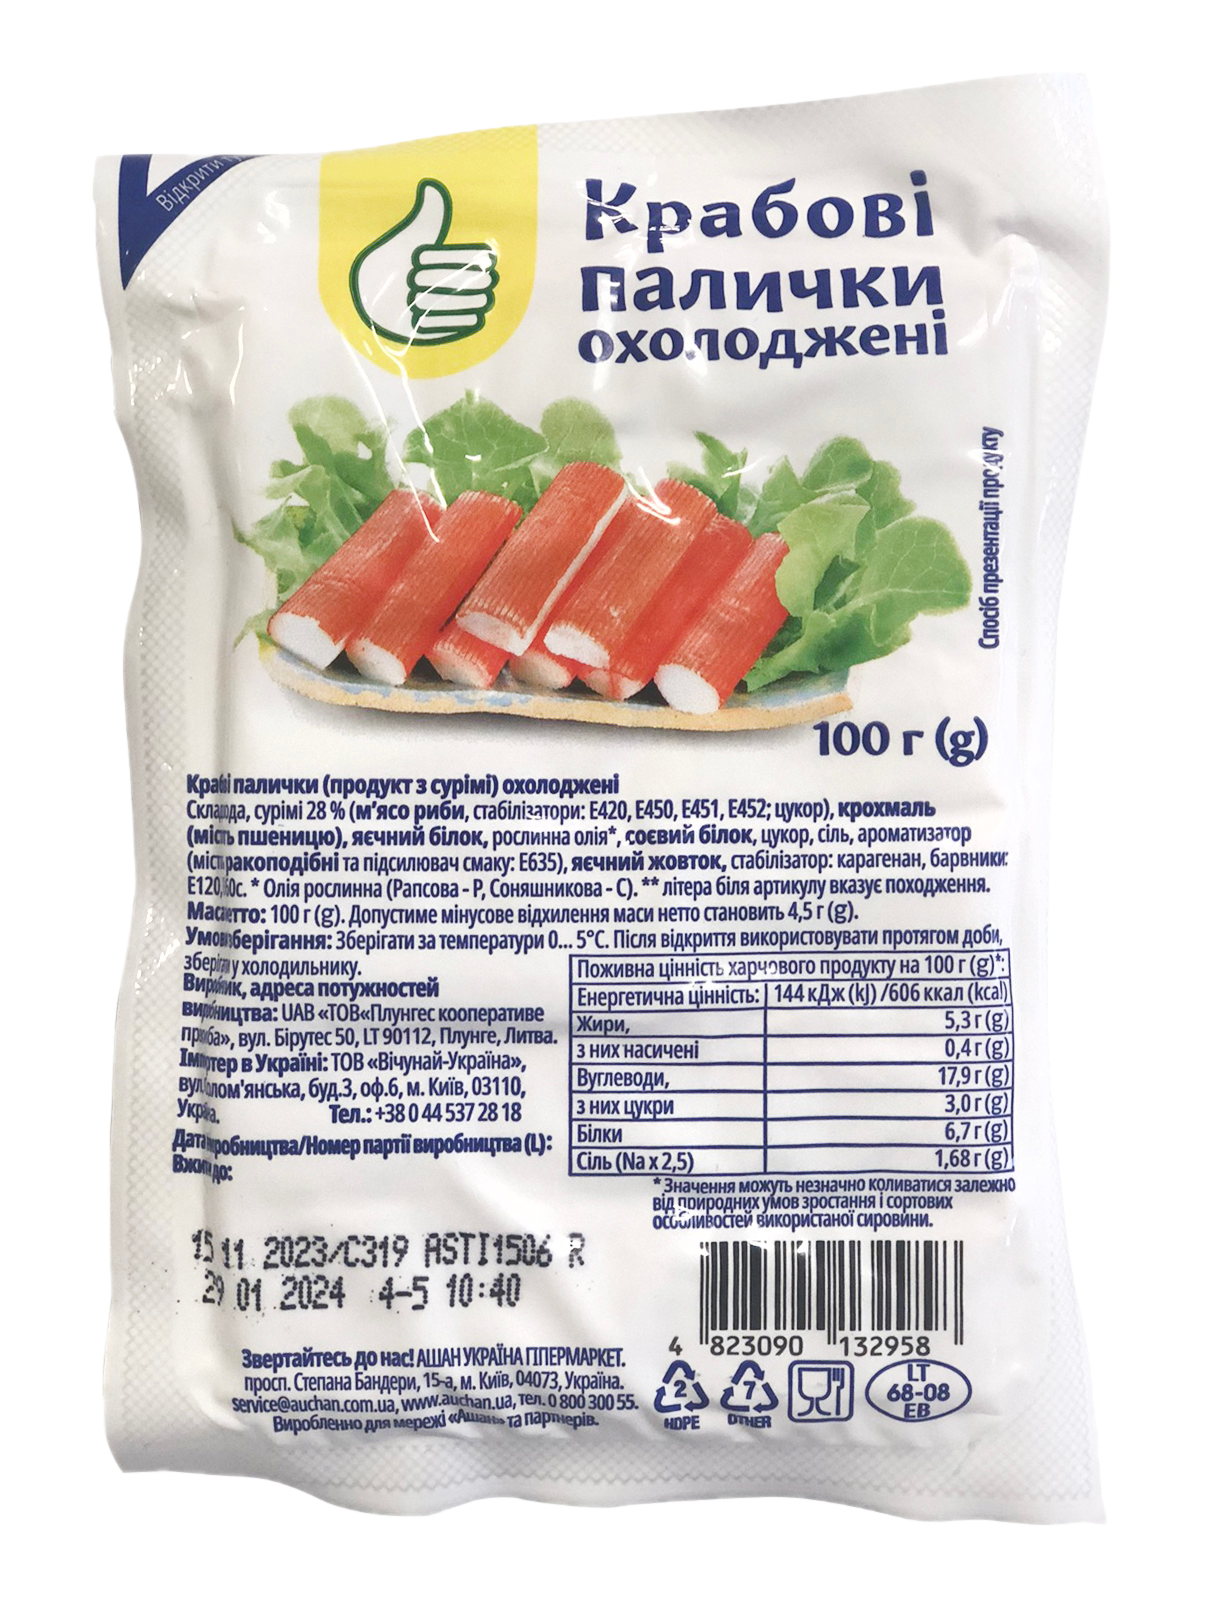 Відкрити
Крабові
палички
охолоджені
Спосіб презентації продукту
100 г (g)
палички (продукт з сурімі) охолоджені
сурімі 28 % (м'ясо риби, стабілізатори: Е420, Е450, Е451, Е452; цукор), крохмаль
пшеницю), яєчний білок, рослинна олія*, соєвий білок, цукор, сіль, ароматизатор
ракоподібні та підсилювач смаку: Е635), яєчний жовток, стабілізатор: карагенан, барвники:
Е120, * Олія рослинна (Рапсова - Р, Соняшникова - С). ** літера біля артикулу вказує походження.
100 г (g). Допустиме мінусове відхилення маси нетто становить 4,5 г (g).
Зберігати за температури 0... 5°С. Після відкриття використовувати протягом доби,
у холодильнику.
адреса потужностей
UAB «ТОВ«Плунгес кооперативе
вул. Бірутес 50, LT 90112, Плунге, Литва.
в Україні: ТОВ «Вічунай-Україна»,
буд.3, оф.6, м. Київ, 03110,
Тел.: +38 0 44 537 28 18
Дата виробництва/Номер партії виробництва (L):
до:
Поживна цінність харчового продукту на 100 г (g)*:
Енергетична цінність: 144 кДж (kJ) /606 ккал (kcal)
Жири, 5,3 г (g)
з них насичені 0,4 г (g)
Вуглеводи, 17,9 г (g)
з них цукри 3,0 г (g)
Білки 6,7 г (g)
Сіль (Na x 2,5) 1,68 г (g)
* Значення можуть незначно коливатися залежно
від природних умов зростання і сортових
особливостей використаної сировини.
15 11 2023/C319 ASTI1506 R
29 01 2024 4-5 10:40
4 823090 132958
Звертайтесь до нас! АШАН УКРАЇНА ГІПЕРМАРКЕТ.
просп. Степана Бандери, 15-а, м. Київ, 04073, Україна.
service@auchan.com.ua, www.auchan.ua, тел. 0 800 300 55.
Виробленно для мережі «Ашан» та партнерів.
2
HDPE
7
OTHER
LT
68-08
EB